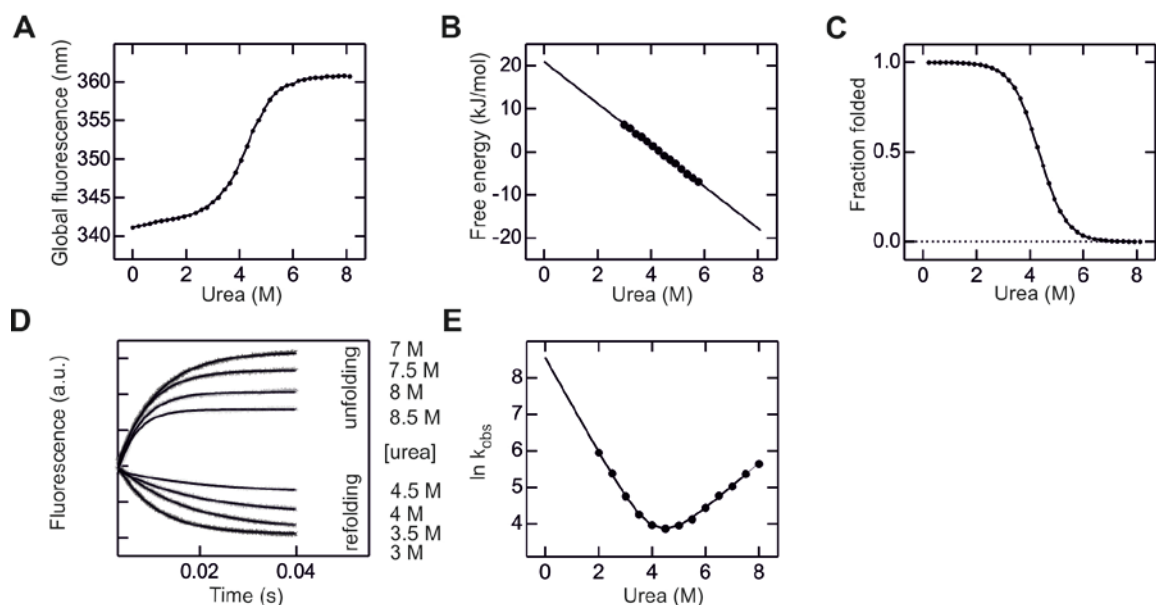 A
Global fluorescence (nm)
360
355
350
345
340
0 2 4 6 8
Urea (M)
B
Free energy (kJ/mol)
20
10
0
-10
-20
0 2 4 6 8
Urea (M)
C
Fraction folded
1.0
0.5
0.0
0 2 4 6 8
Urea (M)
D
Fluorescence (a.u.)
unfolding
refolding
7 M
7.5 M
8 M
8.5 M
[urea]
4.5 M
4 M
3.5 M
3 M
0.02 0.04
Time (s)
E
ln kobs
8
7
6
5
4
0 2 4 6 8
Urea (M)